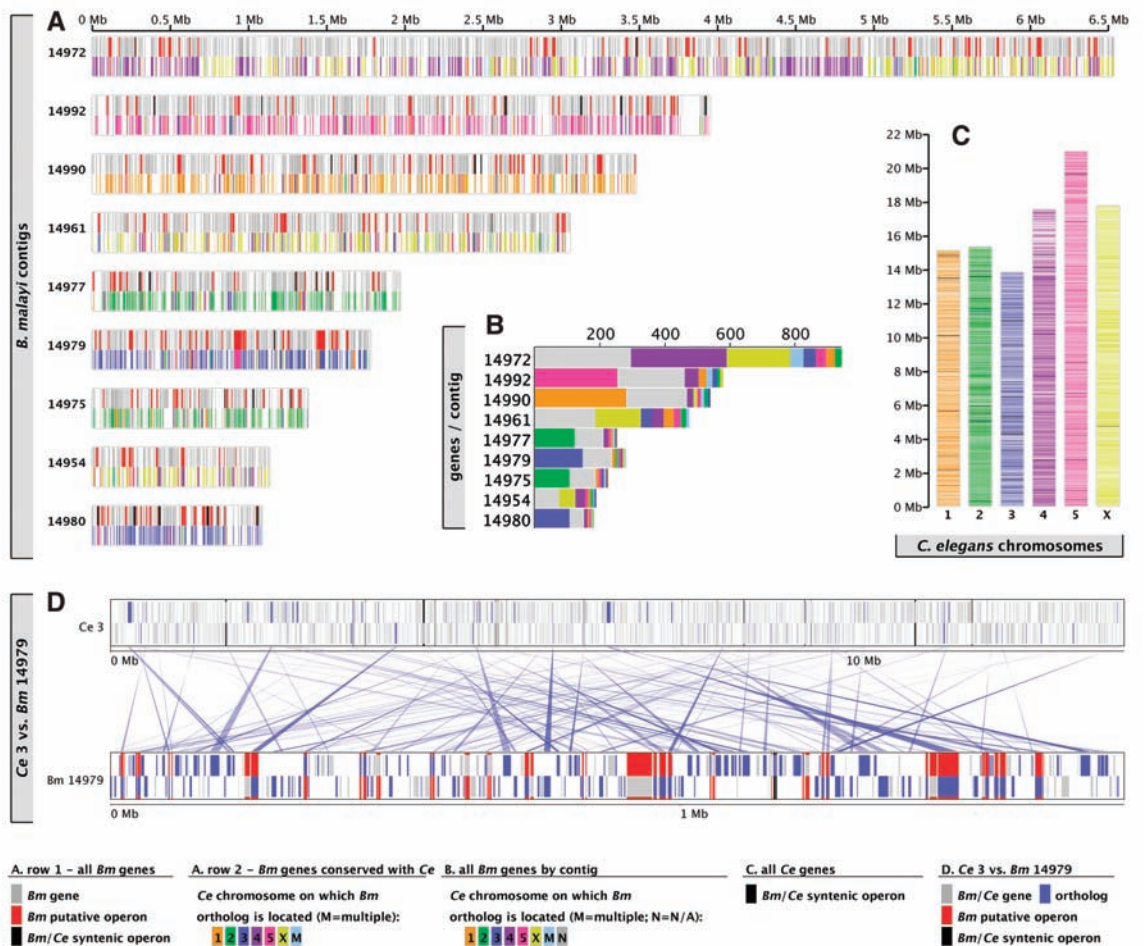 A
0 Mb 0.5 Mb 1 Mb 1.5 Mb 2 Mb 2.5 Mb 3 Mb 3.5 Mb 4 Mb 4.5 Mb 5 Mb 5.5 Mb 6 Mb 6.5 Mb
B. malayi contigs
14972
14992
14990
14961
14977
14979
14975
14954
14980
B
200 400 600 800
genes / contig
14972
14992
14990
14961
14977
14979
14975
14954
14980
C
22 Mb
20 Mb
18 Mb
16 Mb
14 Mb
12 Mb
10 Mb
8 Mb
6 Mb
4 Mb
2 Mb
0 Mb
1 2 3 4 5 X
C. elegans chromosomes
D
Ce 3 vs. Bm 14979
Ce 3
0 Mb 10 Mb
Bm 14979
0 Mb 1 Mb
A. row 1 – all Bm genes
Bm gene
Bm putative operon
Bm/Ce syntenic operon
A. row 2 – Bm genes conserved with Ce
Ce chromosome on which Bm
ortholog is located (M=multiple):
1 2 3 4 5 X M
B. all Bm genes by contig
Ce chromosome on which Bm
ortholog is located (M=multiple; N=N/A):
1 2 3 4 5 X M N
C. all Ce genes
Bm/Ce syntenic operon
D. Ce 3 vs. Bm 14979
Bm/Ce gene ortholog
Bm putative operon
Bm/Ce syntenic operon